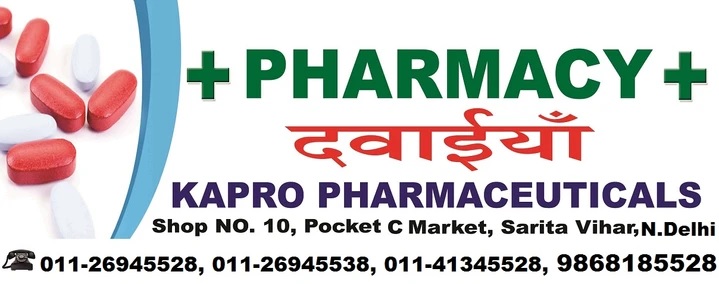 + PHARMACY +
दवाईयाँ
KAPRO PHARMACEUTICALS
Shop NO. 10, Pocket C Market, Sarita Vihar, N.Delhi
011-26945528, 011-26945538, 011-41345528, 9868185528